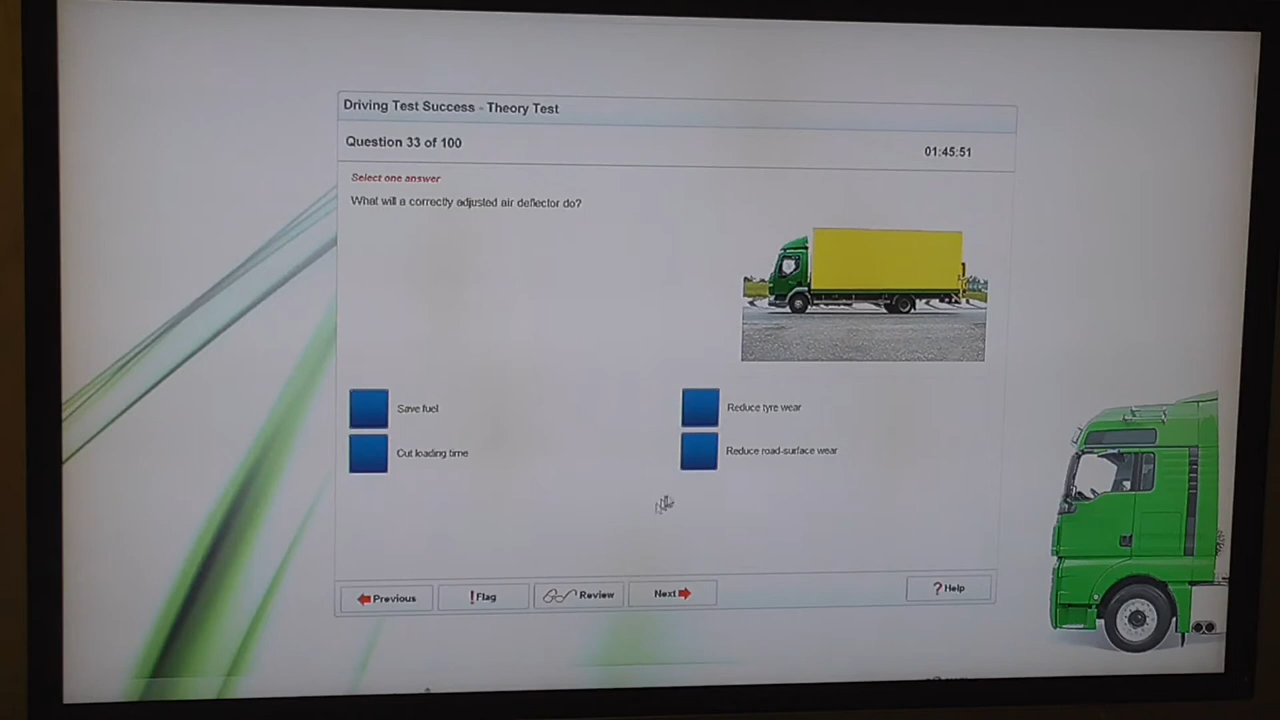 Driving Test Success - Theory Test
Question 33 of 100
01:45:51
Select one answer
What will a correctly adjusted air deflector do?
Save fuel
Reduce tyre wear
Cut loading time
Reduce road-surface wear
Previous
!Flag
Review
Next
? Help